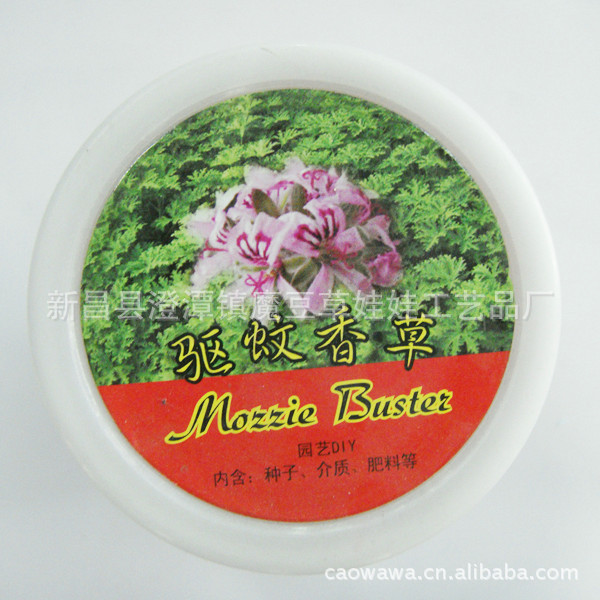 新昌县澄潭镇魔豆草娃娃工艺品厂
驱蚊香草
Mozzie Buster
园艺DIY
内含：种子、介质、肥料等
caowawa.cn.alibaba.com